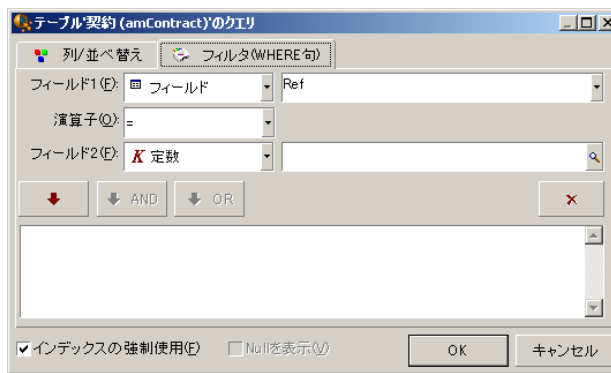 テーブル'契約 (amContract)'のクエリ
列/並べ替え フィルタ(WHERE句)
フィールド1(F): フィールド Ref
演算子(O): =
フィールド2(F): K 定数
AND OR
インデックスの強制使用(F) Nullを表示(V) OK キャンセル